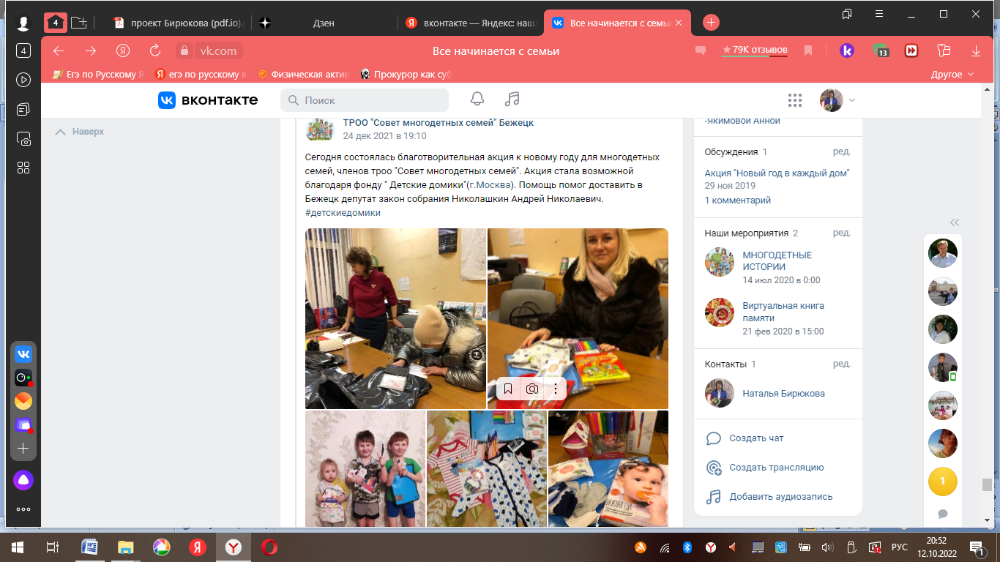 4
проект Бирюкова (pdf.io).
Дзен
вконтакте — Яндекс: наш
Все начинается с семьи
vk.com
Все начинается с семьи
79К отзывов
13
Егэ по Русскому Я
егэ по русскому я
Физическая актив
Прокурор как суб
Другое
4
вконтакте
Поиск
Наверх
ТРОО "Совет многодетных семей" Бежецк
24 дек 2021 в 19:10
Сегодня состоялась благотворительная акция к новому году для многодетных
семей, членов троо "Совет многодетных семей". Акция стала возможной
благодаря фонду " Детские домики"(г.Москва). Помощь помог доставить в
Бежецк депутат закон собрания Николашкин Андрей Николаевич.
#детскиедомики
-Якимовой Анной
Обсуждения 1
ред.
Акция "Новый год в каждый дом"
29 ноя 2019
1 комментарий
Наши мероприятия 2
ред.
МНОГОДЕТНЫЕ
ИСТОРИИ
14 июл 2020 в 0:00
Виртуальная книга
памяти
21 фев 2020 в 15:00
Контакты 1
ред.
Наталья Бирюкова
Создать чат
Создать трансляцию
Добавить аудиозапись
1
РУС
20:52
12.10.2022
1